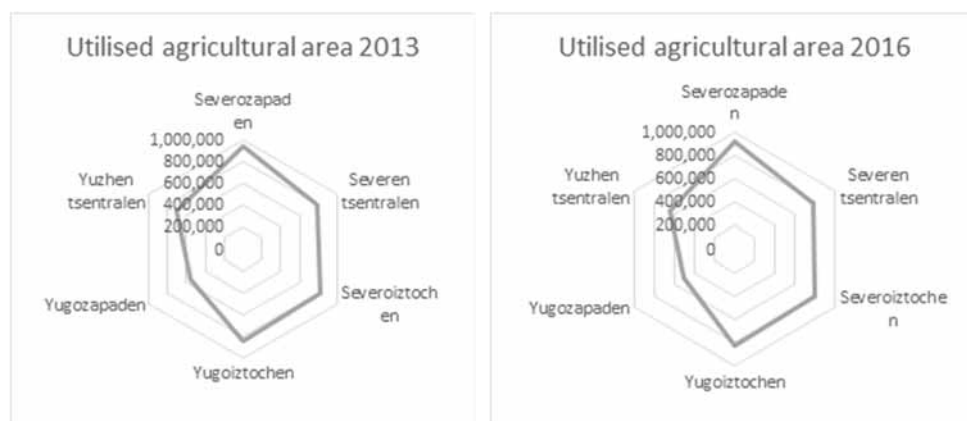 Utilised agricultural area 2013
Severozapad
en
1,000,000
800,000
600,000
400,000
200,000
0
Yuzhen
tsentralen
Severen
tsentralen
Yugozapaden
Severoiztoch
en
Yugoiztochen
Utilised agricultural area 2016
Severozapade
n
1,000,000
800,000
600,000
400,000
200,000
0
Yuzhen
tsentralen
Severen
tsentralen
Yugozapaden
Severoiztoche
n
Yugoiztochen